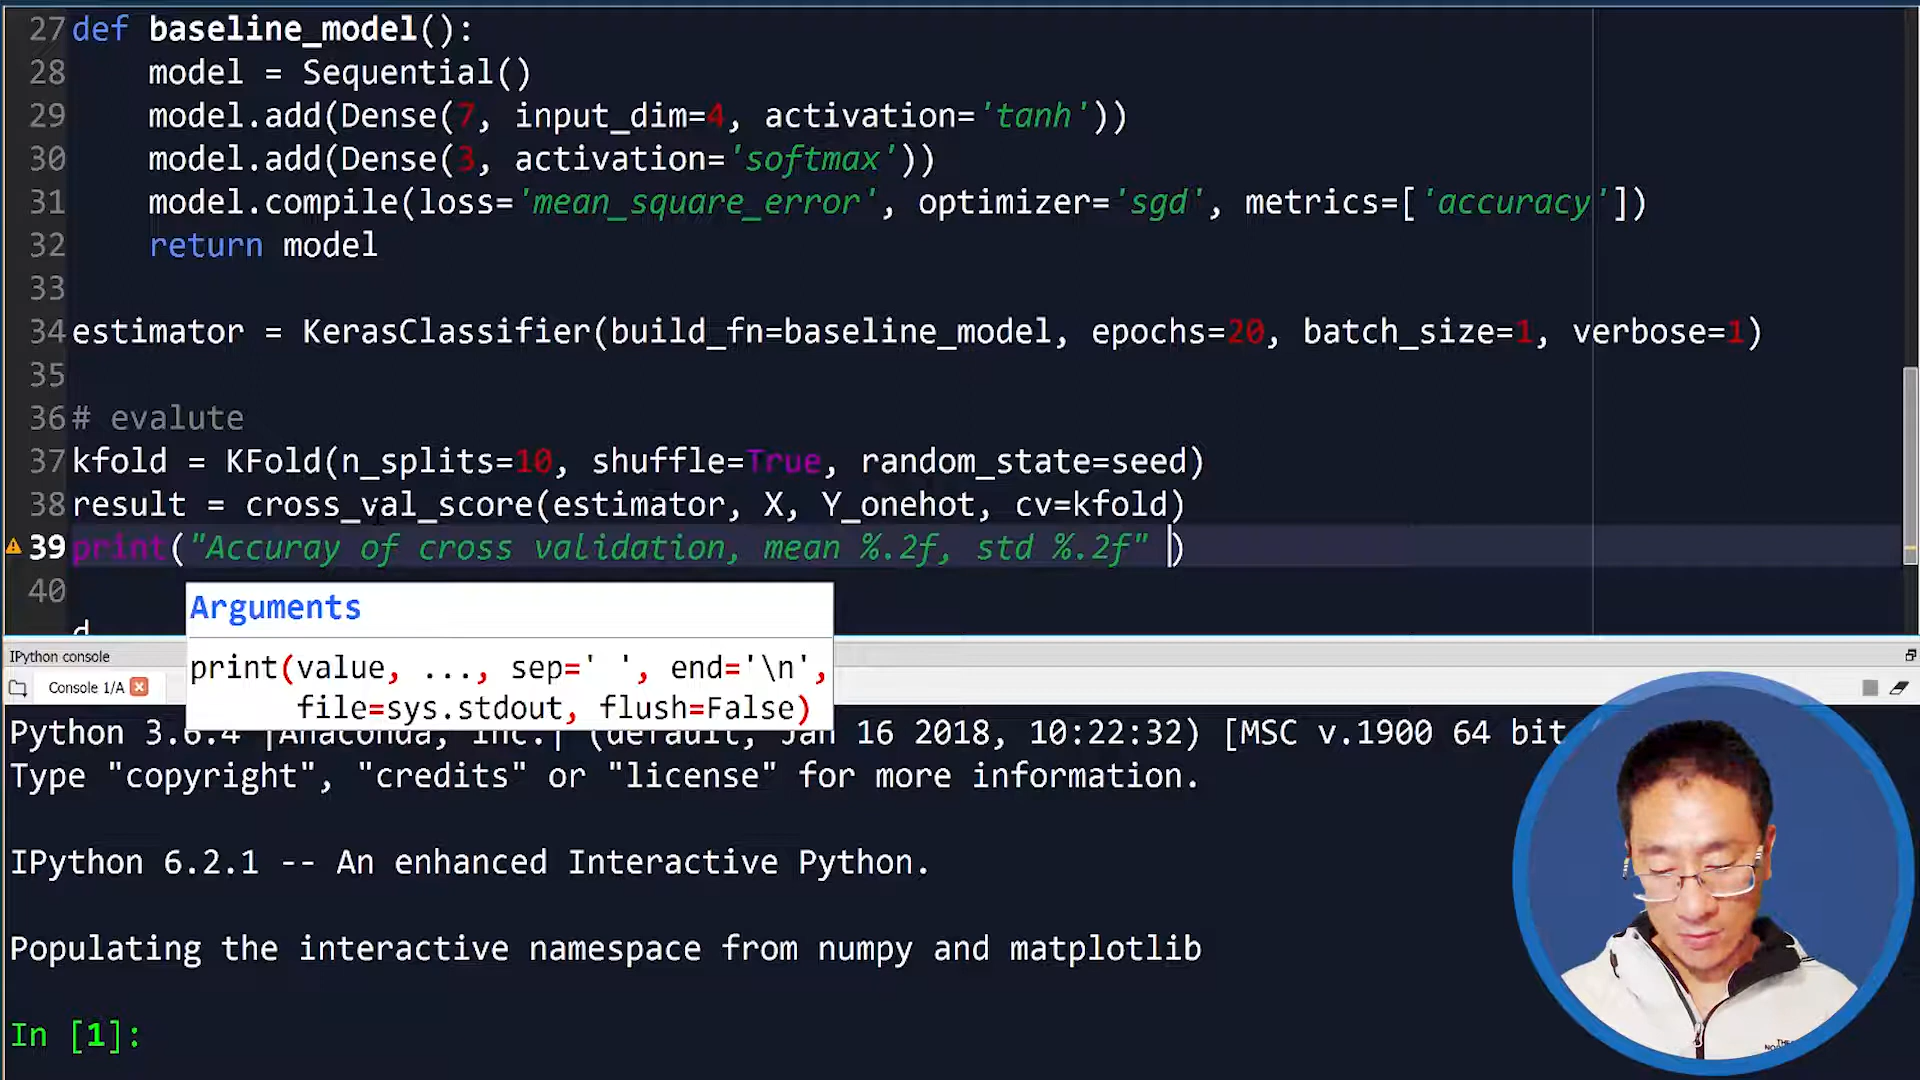 27 def baseline_model():
28     model = Sequential()
29     model.add(Dense(7, input_dim=4, activation='tanh'))
30     model.add(Dense(3, activation='softmax'))
31     model.compile(loss='mean_square_error', optimizer='sgd', metrics=['accuracy'])
32     return model
33
34 estimator = KerasClassifier(build_fn=baseline_model, epochs=20, batch_size=1, verbose=1)
35
36 # evalute
37 kfold = KFold(n_splits=10, shuffle=True, random_state=seed)
38 result = cross_val_score(estimator, X, Y_onehot, cv=kfold)
39 print("Accuray of cross validation, mean %.2f, std %.2f" )
40
Arguments
print(value, ..., sep=' ', end='\n',
file=sys.stdout, flush=False)
IPython console
Console 1/A
Python 3.6.4 |Anaconda, Inc.| (default, Jan 16 2018, 10:22:32) [MSC v.1900 64 bit
Type "copyright", "credits" or "license" for more information.
IPython 6.2.1 -- An enhanced Interactive Python.
Populating the interactive namespace from numpy and matplotlib
In [1]: